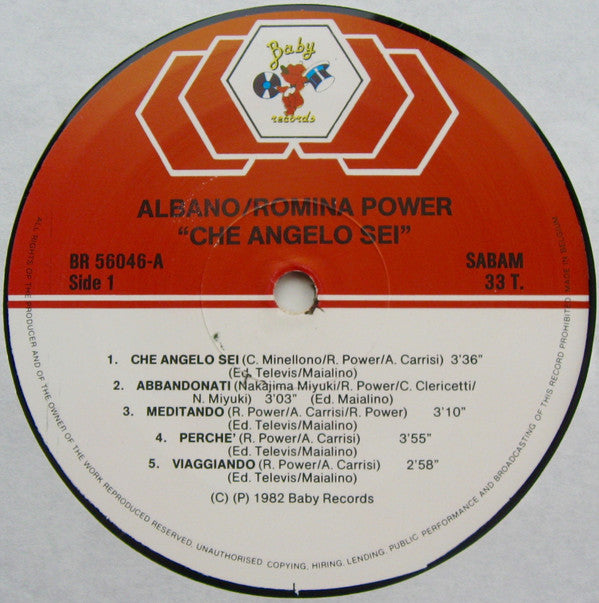 Baby
records
ALBANO/ROMINA POWER
"CHE ANGELO SEI"
BR 56046-A
Side 1
SABAM
33 T.
1. CHE ANGELO SEI (C. Minellono/R. Power/A. Carrisi) 3'36"
(Ed. Televis/Maialino)
2. ABBANDONATI (Nakajima Miyuki/R. Power/C. Clericetti/
N. Miyuki) 3'03" (Ed. Maialino)
3. MEDITANDO (R. Power/A. Carrisi/R. Power) 3'10"
(Ed. Televis/Maialino)
4. PERCHE' (R. Power/A. Carrisi) 3'55"
(Ed. Televis/Maialino)
5. VIAGGIANDO (R. Power/A. Carrisi) 2'58"
(Ed. Televis/Maialino)
(C) (P) 1982 Baby Records
ALL RIGHTS OF THE PRODUCER AND OF THE OWNER OF THE WORK REPRODUCED RESERVED. UNAUTHORISED COPYING, HIRING, LENDING, PUBLIC PERFORMANCE AND BROADCASTING OF THIS RECORD PROHIBITED. MADE IN BELGIUM